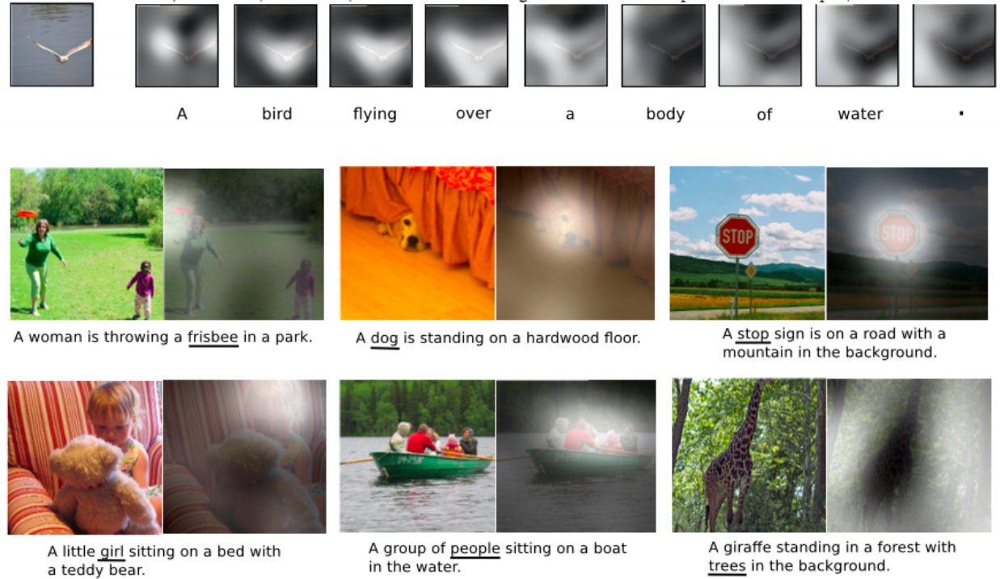 A bird flying over a body of water .
STOP
STOP
A woman is throwing a frisbee in a park.
A dog is standing on a hardwood floor.
A stop sign is on a road with a
mountain in the background.
A little girl sitting on a bed with
a teddy bear.
A group of people sitting on a boat
in the water.
A giraffe standing in a forest with
trees in the background.